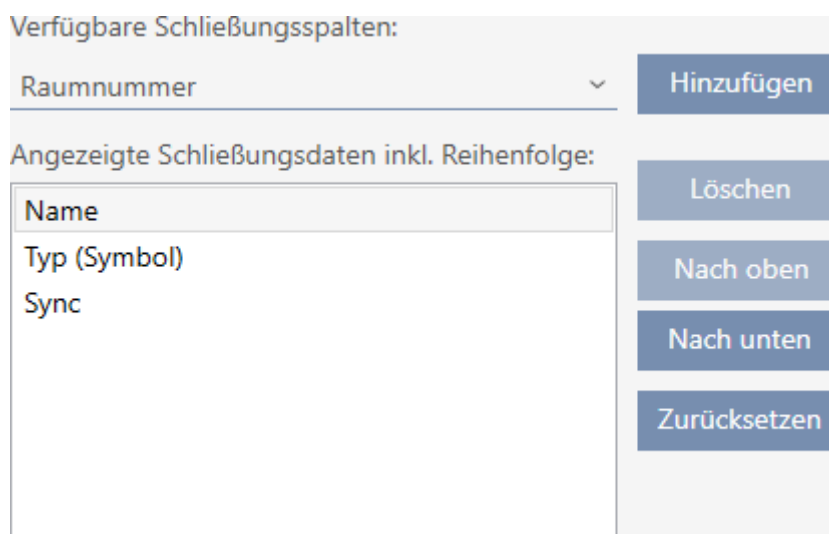 Verfügbare Schließungsspalten:
Raumnummer
Hinzufügen
Angezeigte Schließungsdaten inkl. Reihenfolge:
Löschen
Name
Typ (Symbol)
Nach oben
Sync
Nach unten
Zurücksetzen